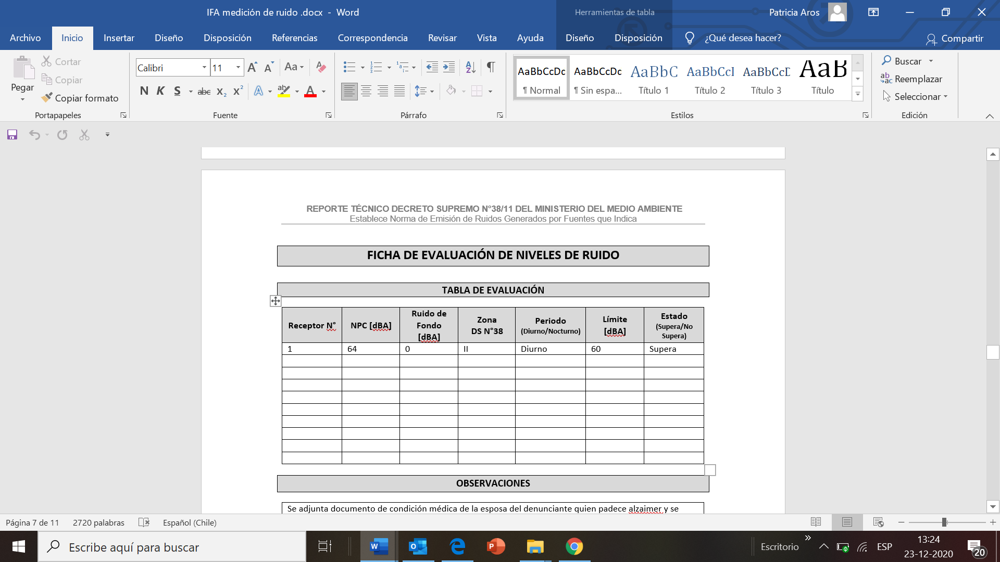 IFA medición de ruido .docx - Word
Herramientas de tabla
Patricia Aros
Archivo
Inicio
Insertar
Diseño
Disposición
Referencias
Correspondencia
Revisar
Vista
Ayuda
Diseño
Disposición
¿Qué desea hacer?
Compartir
Pegar
Cortar
Copiar
Copiar formato
Portapapeles
Calibri
11
Aa
N K S abc x₂ x²
Fuente
Párrafo
AaBbCcDc
¶ Normal
AaBbCcDc
¶ Sin espa...
AaBbC
Título 1
AaBbCcI
Título 2
AaBbCcD
Título 3
AaB
Título
Estilos
Buscar
Reemplazar
Seleccionar
Edición
REPORTE TÉCNICO DECRETO SUPREMO N°38/11 DEL MINISTERIO DEL MEDIO AMBIENTE
Establece Norma de Emisión de Ruidos Generados por Fuentes que Indica
FICHA DE EVALUACIÓN DE NIVELES DE RUIDO
TABLA DE EVALUACIÓN
Receptor N°
NPC [dBA]
Ruido de
Fondo
[dBA]
Zona
DS N°38
Periodo
(Diurno/Nocturno)
Límite
[dBA]
Estado
(Supera/No
Supera)
1 64 0 II Diurno 60 Supera
OBSERVACIONES
Se adjunta documento de condición médica de la esposa del denunciante quien padece alzaimer y se
Página 7 de 11
2720 palabras
Español (Chile)
Escribe aquí para buscar
Escritorio
ESP
13:24
23-12-2020
20